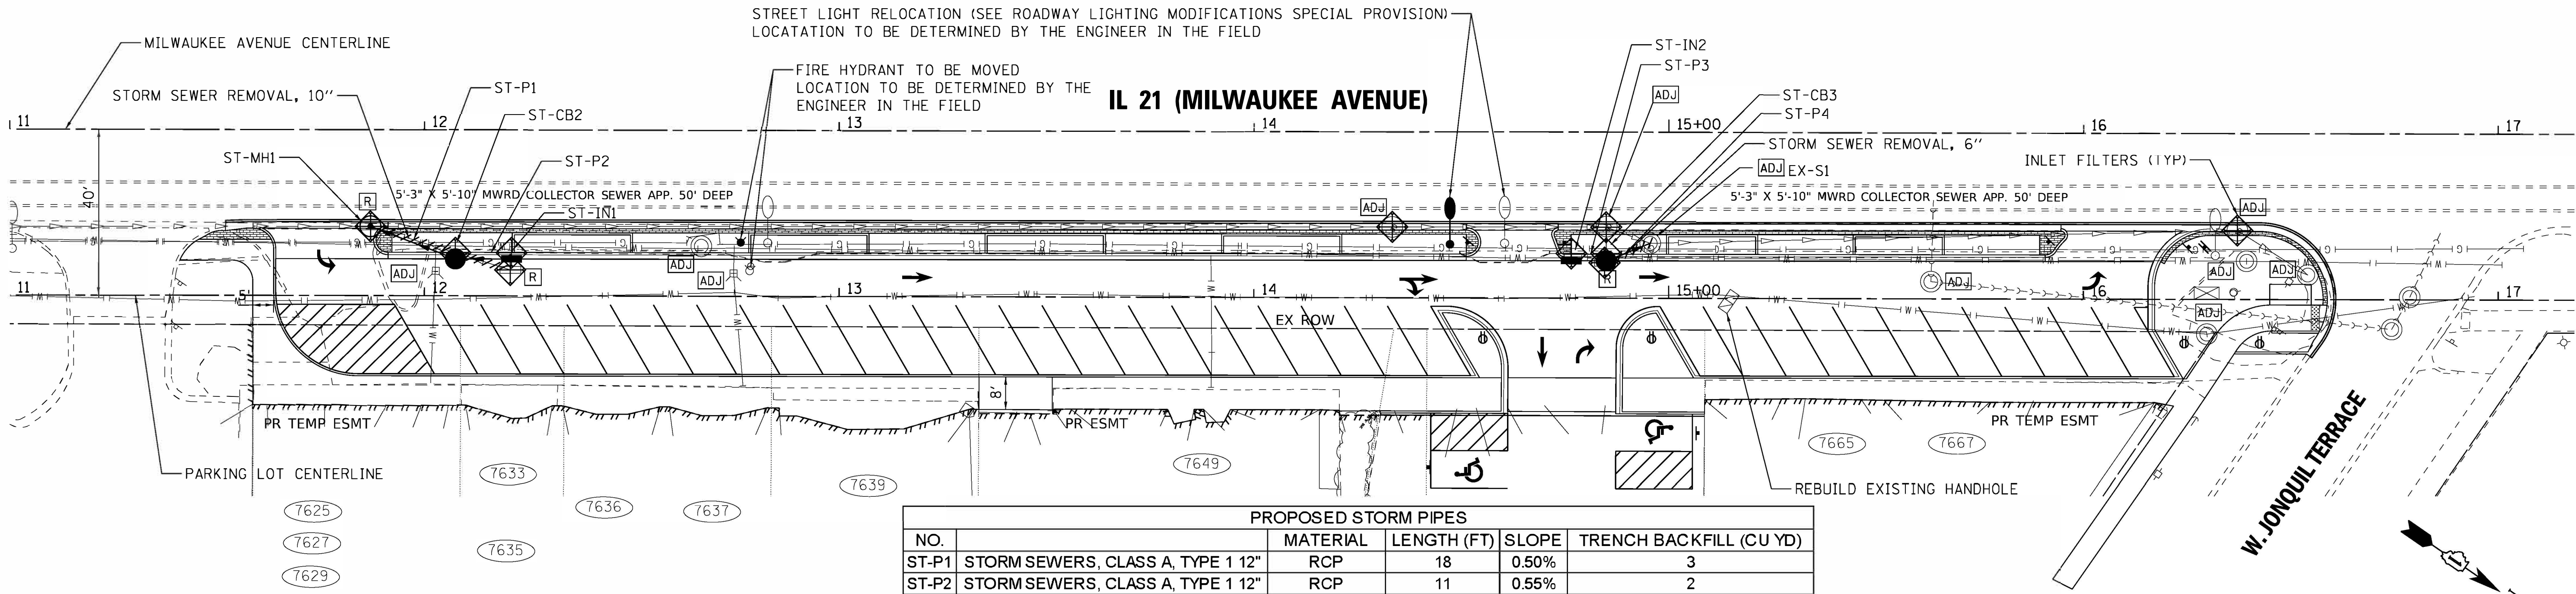 STREET LIGHT RELOCATION (SEE ROADWAY LIGHTING MODIFICATIONS SPECIAL PROVISION)
LOCATATION TO BE DETERMINED BY THE ENGINEER IN THE FIELD
MILWAUKEE AVENUE CENTERLINE
ST-IN2
ST-P3
FIRE HYDRANT TO BE MOVED
LOCATION TO BE DETERMINED BY THE
ENGINEER IN THE FIELD
IL 21 (MILWAUKEE AVENUE)
STORM SEWER REMOVAL, 10"
ST-P1
ST-CB2
ADJ
ST-CB3
ST-P4
11
12
13
14
15+00
16
17
STORM SEWER REMOVAL, 6"
ST-MH1
ST-P2
ADJ EX-S1
INLET FILTERS (TYP)
40'
R
5'-3" X 5'-10" MWRD COLLECTOR SEWER APP. 50' DEEP
5'-3" X 5'-10" MWRD COLLECTOR SEWER APP. 50' DEEP
ST-IN1
ADJ
ADJ
ADJ
ADJ
ADJ
R
R
ADJ
ADJ
ADJ
ADJ
11
5'
12
13
14
15+00
16
17
EX ROW
8'
PR TEMP ESMT
PR ESMT
PR TEMP ESMT
PARKING LOT CENTERLINE
7633
7639
7649
7665
7667
REBUILD EXISTING HANDHOLE
W. JONQUIL TERRACE
7625
7636
7637
7627
7635
7629
PROPOSED STORM PIPES
NO. MATERIAL LENGTH (FT) SLOPE TRENCH BACKFILL (CU YD)
ST-P1 STORM SEWERS, CLASS A, TYPE 1 12" RCP 18 0.50% 3
ST-P2 STORM SEWERS, CLASS A, TYPE 1 12" RCP 11 0.55% 2